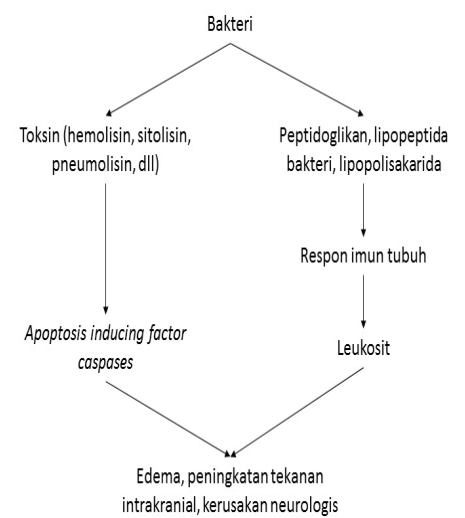 Bakteri
Toksin (hemolisin, sitolisin,
pneumolisin, dll)
Peptidoglikan, lipopeptida
bakteri, lipopolisakarida
Respon imun tubuh
Apoptosis inducing factor
caspases
Leukosit
Edema, peningkatan tekanan
intrakranial, kerusakan neurologis